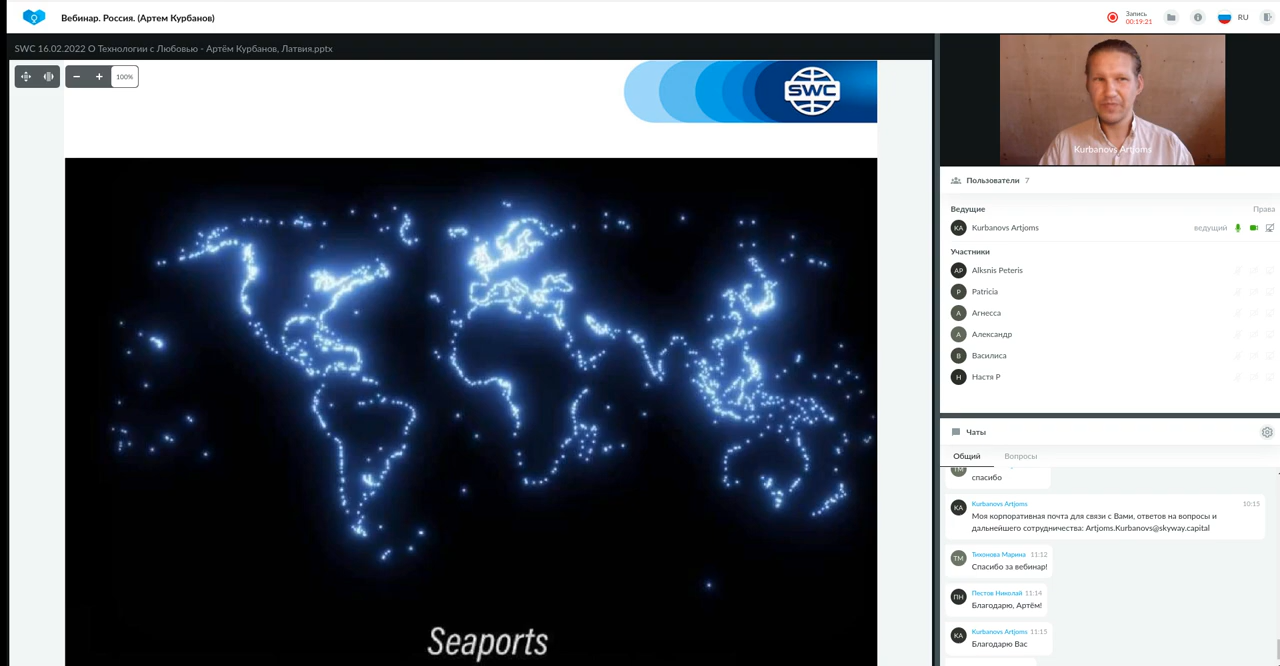 Вебинар. Россия. (Артем Курбанов)
Запись
00:19:21
RU
SWC 16.02.2022 О Технологии с Любовью - Артём Курбанов, Латвия.pptx
100%
SWC
Seaports
Kurbanovs Artjoms
Пользователи 7
Ведущие
Права
KA
Kurbanovs Artjoms
ведущий
Участники
AP
Alksnis Peteris
P
Patricia
А
Агнесса
А
Александр
В
Василиса
Н
Настя Р
Чаты
Общий
Вопросы
ТМ
спасибо
KA
Kurbanovs Artjoms
10:15
Моя корпоративная почта для связи с Вами, ответов на вопросы и
дальнейшего сотрудничества: Artjoms.Kurbanovs@skyway.capital
ТМ
Тихонова Марина 11:12
Спасибо за вебинар!
ПН
Пестов Николай 11:14
Благодарю, Артём!
KA
Kurbanovs Artjoms 11:15
Благодарю Вас